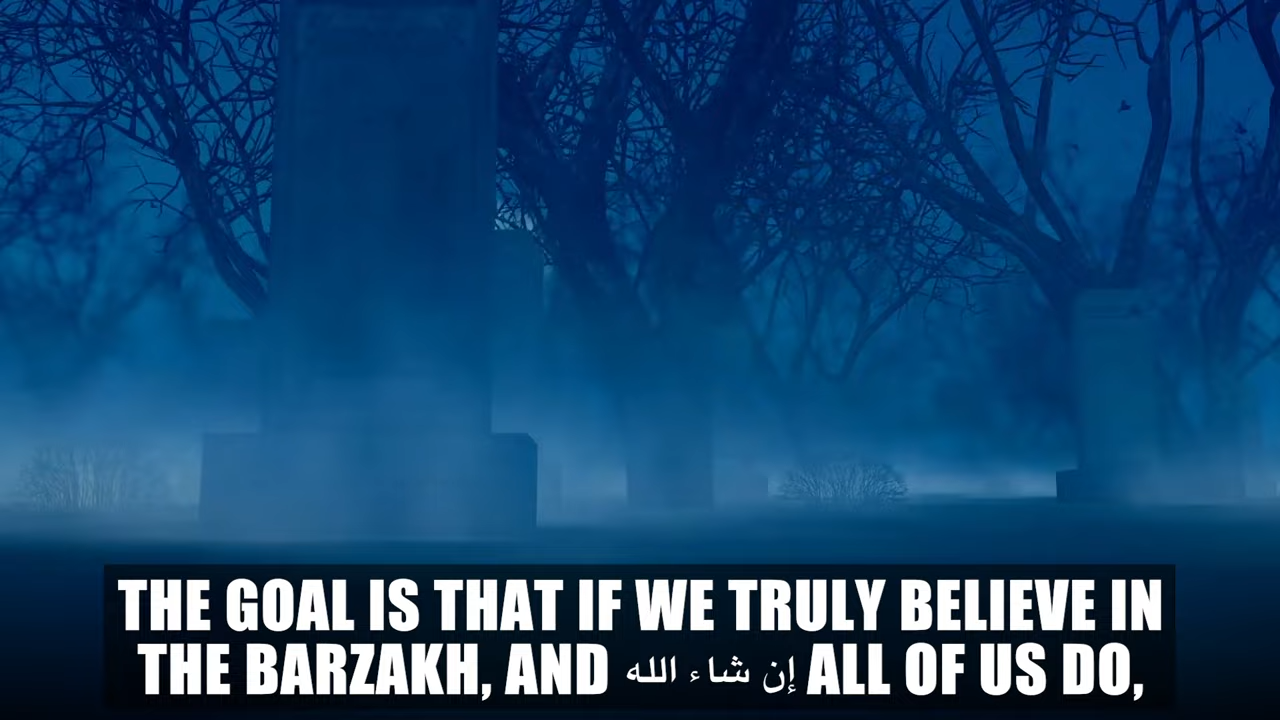 THE GOAL IS THAT IF WE TRULY BELIEVE IN
THE BARZAKH, AND إن شاء الله ALL OF US DO,